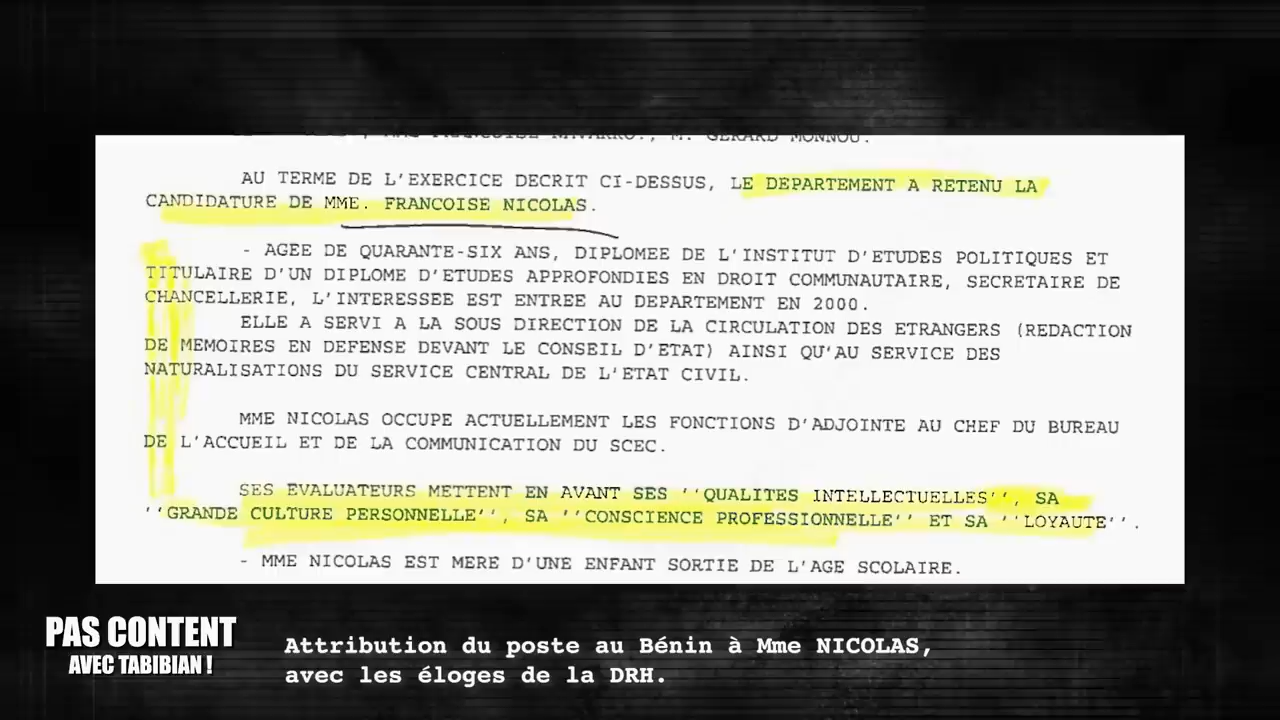 GERARD MONNOU.
AU TERME DE L'EXERCICE DECRIT CI-DESSUS, LE DEPARTEMENT A RETENU LA
CANDIDATURE DE MME. FRANCOISE NICOLAS.
- AGEE DE QUARANTE-SIX ANS, DIPLOMEE DE L'INSTITUT D'ETUDES POLITIQUES ET
TITULAIRE D'UN DIPLOME D'ETUDES APPROFONDIES EN DROIT COMMUNAUTAIRE, SECRETAIRE DE
CHANCELLERIE, L'INTERESSEE EST ENTREE AU DEPARTEMENT EN 2000.
ELLE A SERVI A LA SOUS DIRECTION DE LA CIRCULATION DES ETRANGERS (REDACTION
DE MEMOIRES EN DEFENSE DEVANT LE CONSEIL D'ETAT) AINSI QU'AU SERVICE DES
NATURALISATIONS DU SERVICE CENTRAL DE L'ETAT CIVIL.
MME NICOLAS OCCUPE ACTUELLEMENT LES FONCTIONS D'ADJOINTE AU CHEF DU BUREAU
DE L'ACCUEIL ET DE LA COMMUNICATION DU SCEC.
SES EVALUATEURS METTENT EN AVANT SES ''QUALITES INTELLECTUELLES'', SA
''GRANDE CULTURE PERSONNELLE'', SA ''CONSCIENCE PROFESSIONNELLE'' ET SA ''LOYAUTE''.
- MME NICOLAS EST MERE D'UNE ENFANT SORTIE DE L'AGE SCOLAIRE.
PAS CONTENT
AVEC TABIBIAN !
Attribution du poste au Bénin à Mme NICOLAS,
avec les éloges de la DRH.